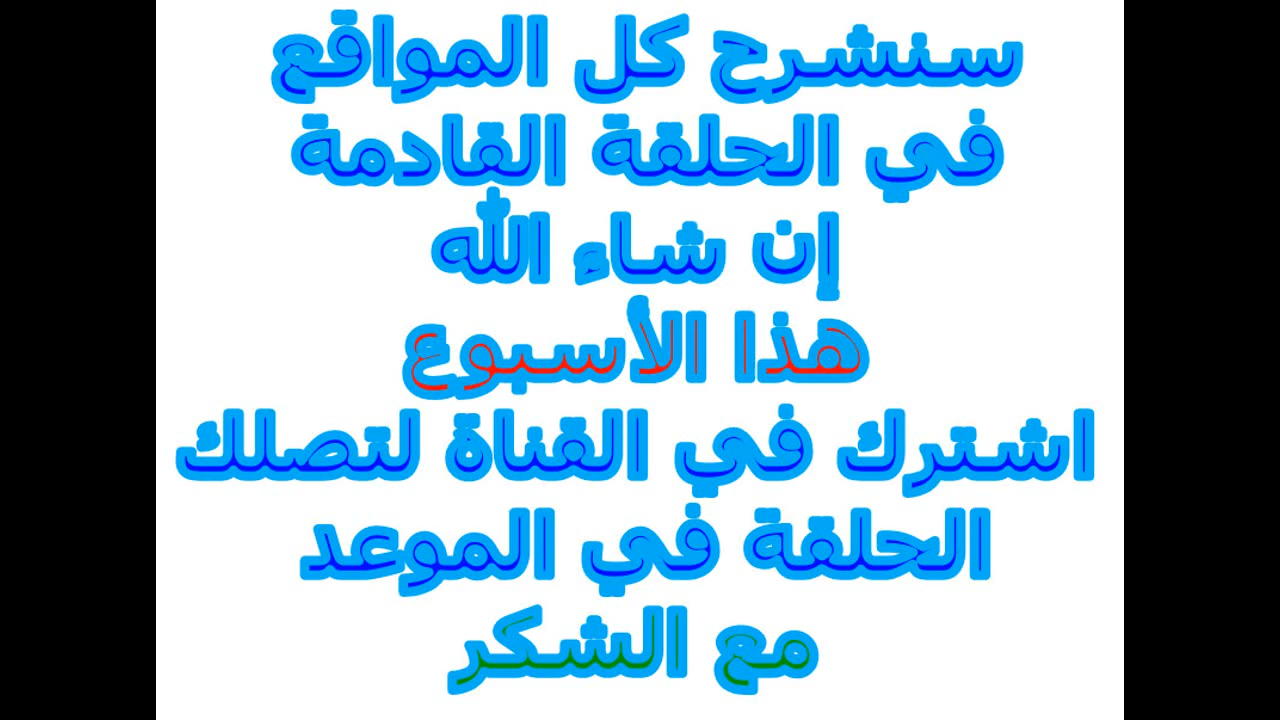 سنشرح كل المواقع
في الحلقة القادمة
إن شاء الله
هذا الأسبوع
اشترك في القناة لتصلك
الحلقة في الموعد
مع الشكر